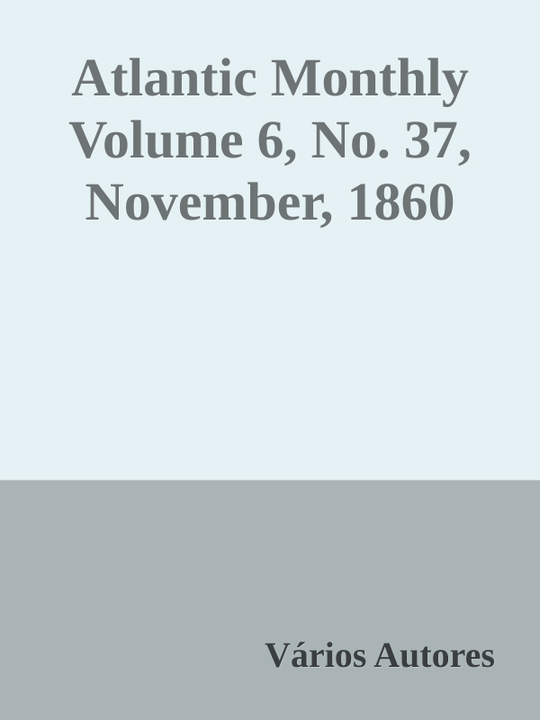 Atlantic Monthly
Volume 6, No. 37,
November, 1860
Vários Autores